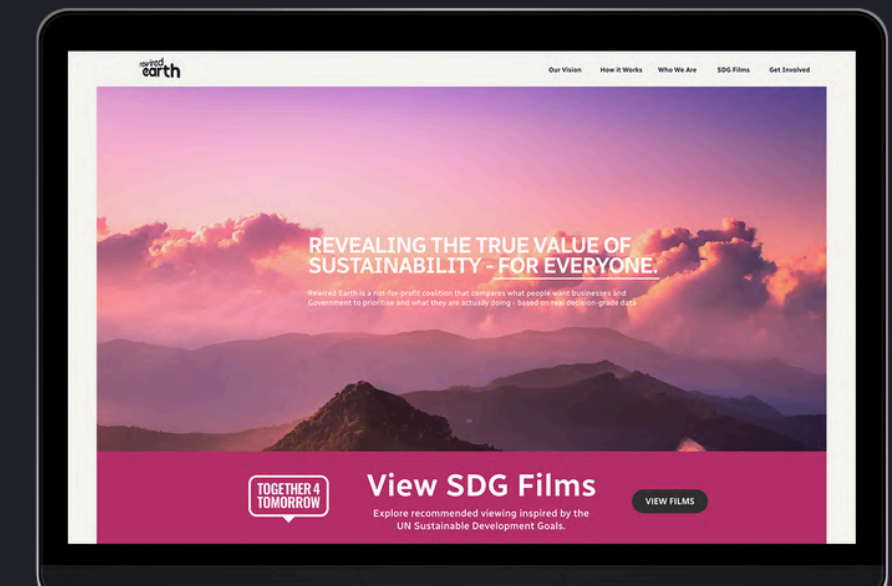 rewired
earth
Our Vision How it Works Who We Are SDG Films Get Involved
REVEALING THE TRUE VALUE OF
SUSTAINABILITY - FOR EVERYONE.
Rewired Earth is a not-for-profit coalition that compares what people want businesses and
Government to prioritise and what they are actually doing - based on real decision-grade data
TOGETHER 4
TOMORROW
View SDG Films
Explore recommended viewing inspired by the
UN Sustainable Development Goals.
VIEW FILMS